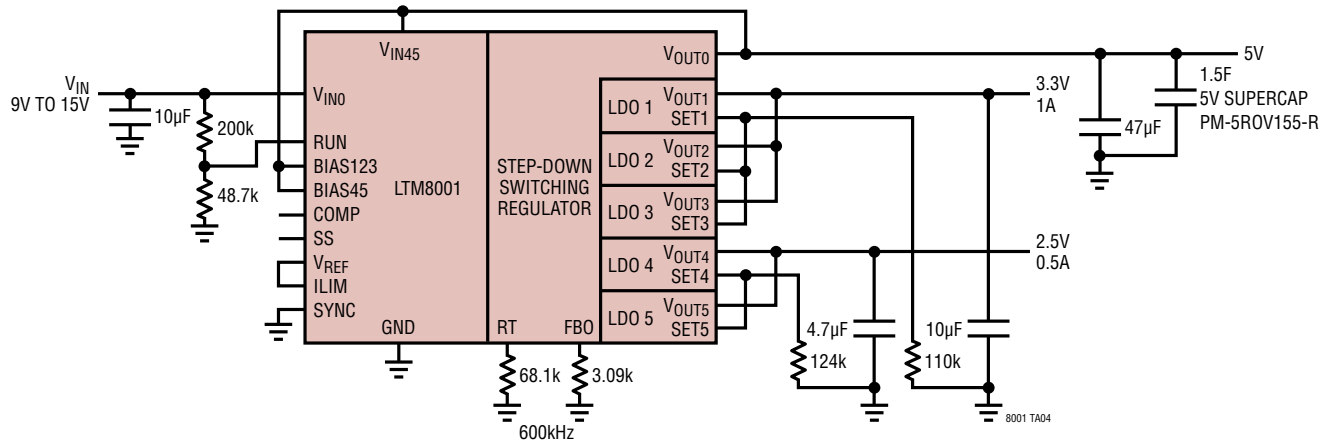 VIN45
VOUT0
5V
VIN
9V TO 15V
VIN0
10µF
200k
RUN
BIAS123
BIAS45
48.7k
COMP
SS
VREF
ILIM
SYNC
GND
LTM8001
STEP-DOWN
SWITCHING
REGULATOR
RT
FBO
LDO 1
VOUT1
SET1
LDO 2
VOUT2
SET2
LDO 3
VOUT3
SET3
LDO 4
VOUT4
SET4
LDO 5
VOUT5
SET5
3.3V
1A
47µF
1.5F
5V SUPERCAP
PM-5ROV155-R
2.5V
0.5A
4.7µF
124k
10µF
110k
68.1k
3.09k
600kHz
8001 TA04